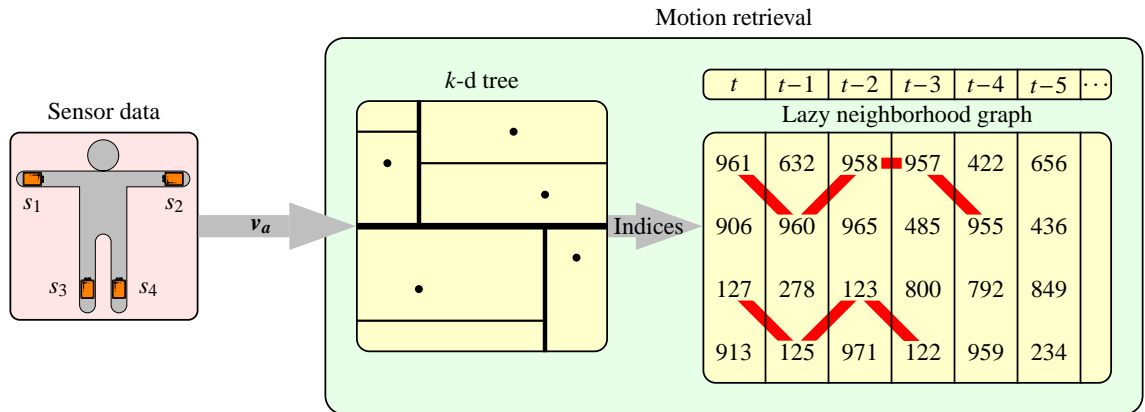 Motion retrieval
Sensor data
s1 s2
s3 s4
va
k-d tree
Indices
t t−1 t−2 t−3 t−4 t−5 ···
Lazy neighborhood graph
961 632 958 957 422 656
906 960 965 485 955 436
127 278 123 800 792 849
913 125 971 122 959 234